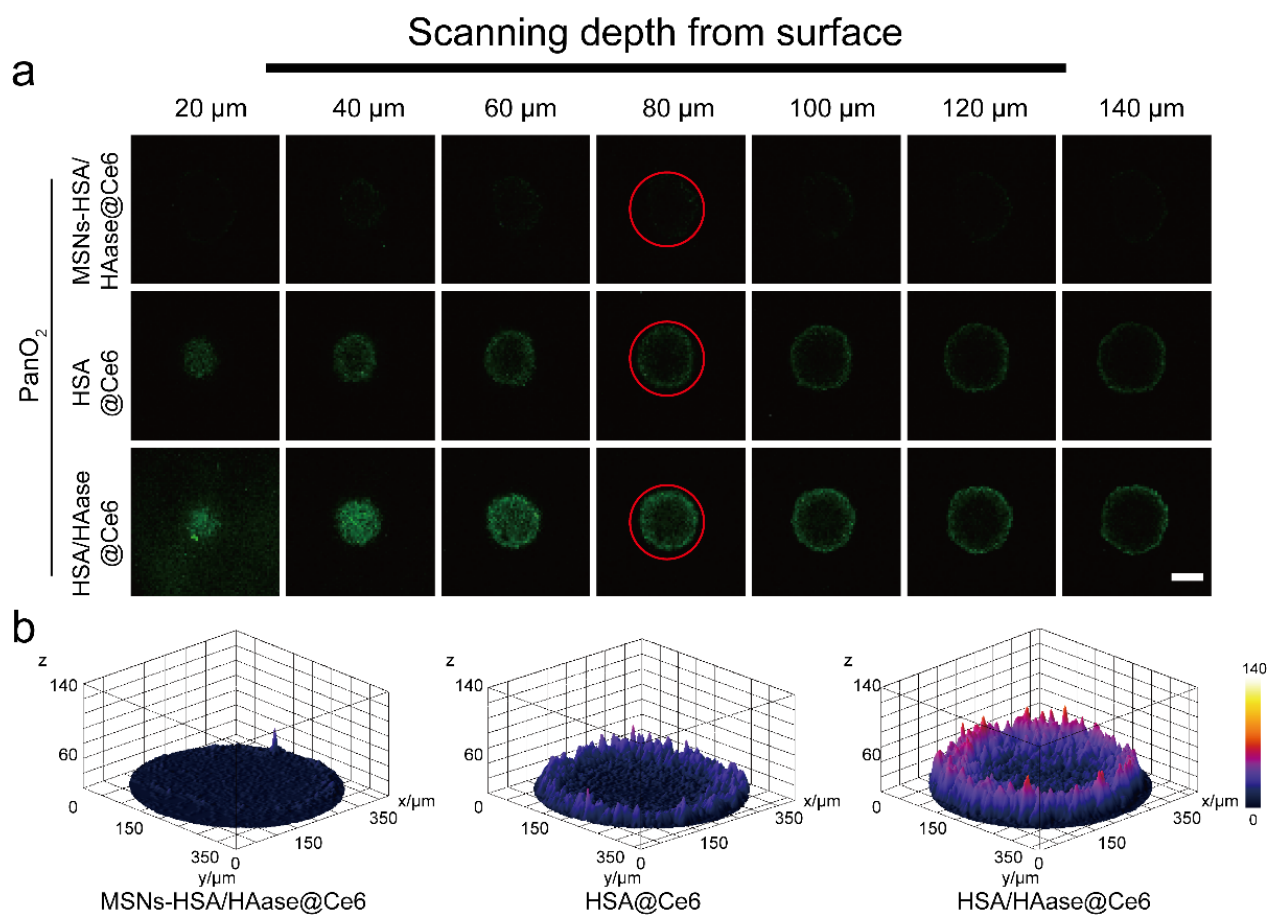 Scanning depth from surface
a
20 µm 40 µm 60 µm 80 µm 100 µm 120 µm 140 µm
PanO2
MSNs-HSA/
HAase@Ce6
HSA
@Ce6
HSA/HAase
@Ce6
b
z
140
60
0
150
350
y/µm
0
150
350
x/µm
MSNs-HSA/HAase@Ce6
z
140
60
0
150
350
y/µm
0
150
350
x/µm
HSA@Ce6
z
140
60
0
150
350
y/µm
0
150
350
x/µm
HSA/HAase@Ce6
140
0